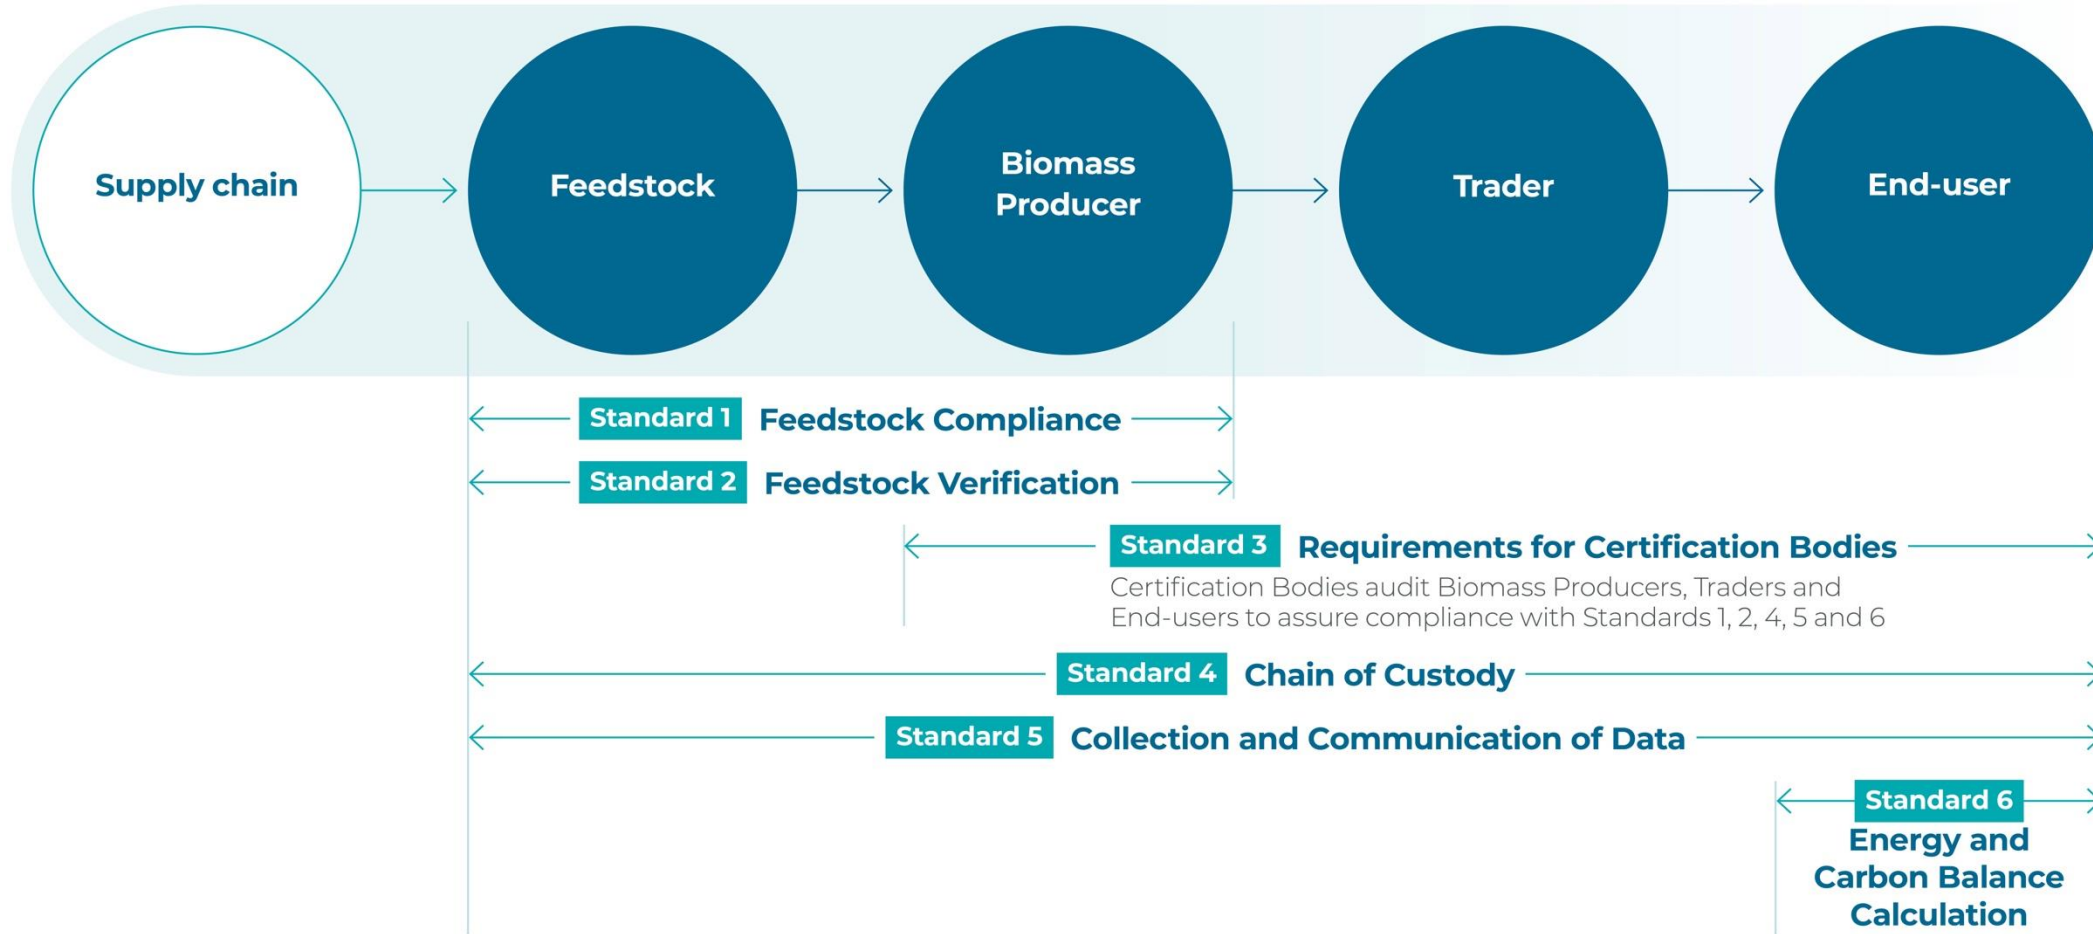 Supply chain
Feedstock
Biomass
Producer
Trader
End-user
Standard 1 Feedstock Compliance
Standard 2 Feedstock Verification
Standard 3 Requirements for Certification Bodies
Certification Bodies audit Biomass Producers, Traders and
End-users to assure compliance with Standards 1, 2, 4, 5 and 6
Standard 4 Chain of Custody
Standard 5 Collection and Communication of Data
Standard 6
Energy and
Carbon Balance
Calculation